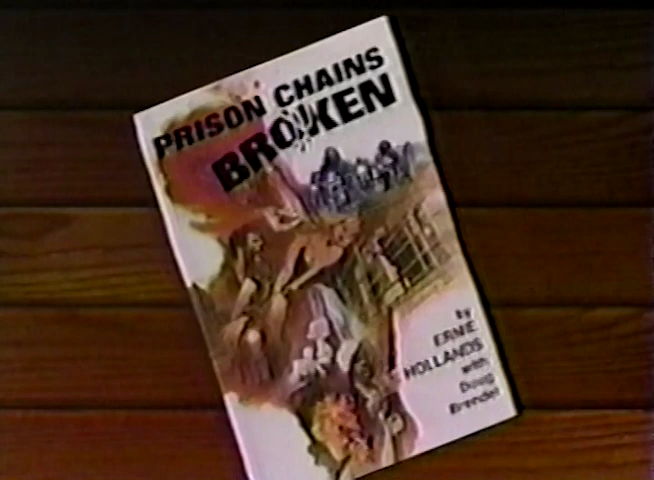 PRISON CHAINS
BROKEN
by
ERNIE
HOLLANDS
with
Doug
Brendel